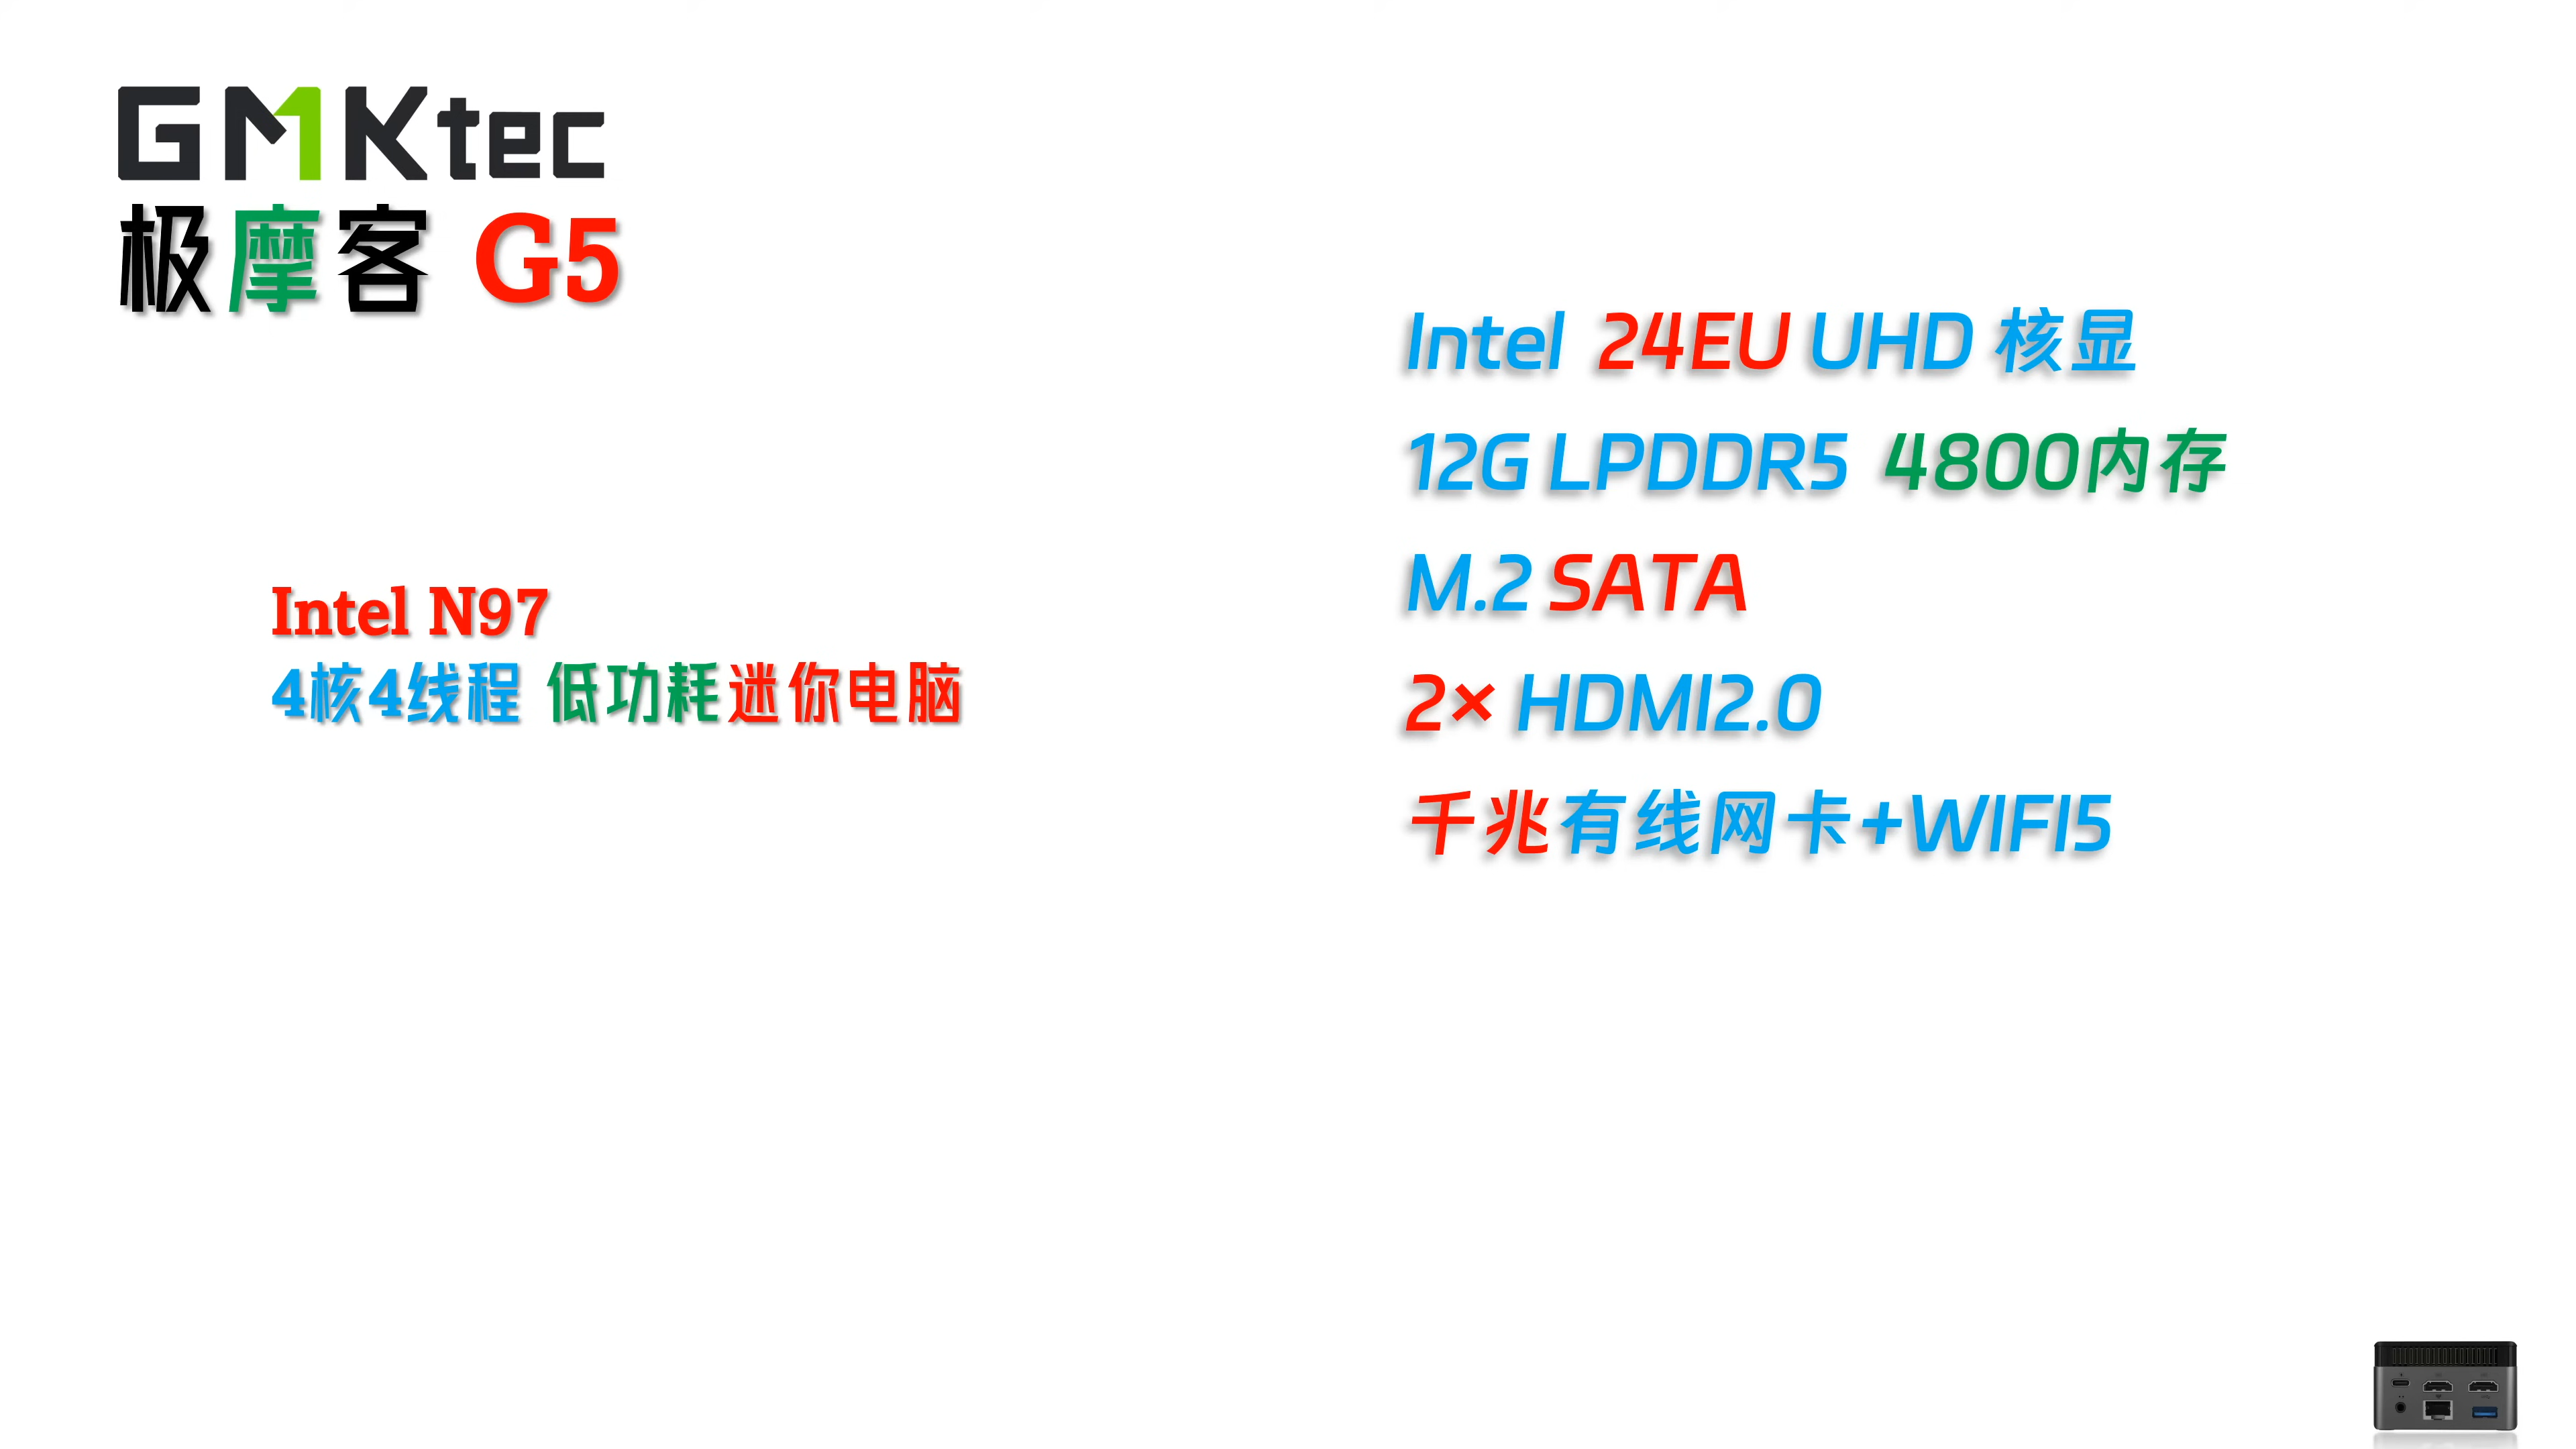 GMKtec
极摩客 G5
Intel N97
4核4线程 低功耗迷你电脑
Intel 24EU UHD 核显
12G LPDDR5 4800内存
M.2 SATA
2× HDMI2.0
千兆有线网卡+WIFI5